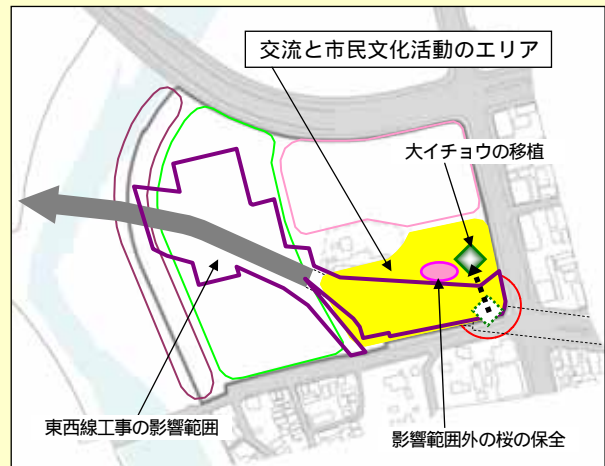 交流と市民文化活動のエリア
大イチョウの移植
東西線工事の影響範囲
影響範囲外の桜の保全